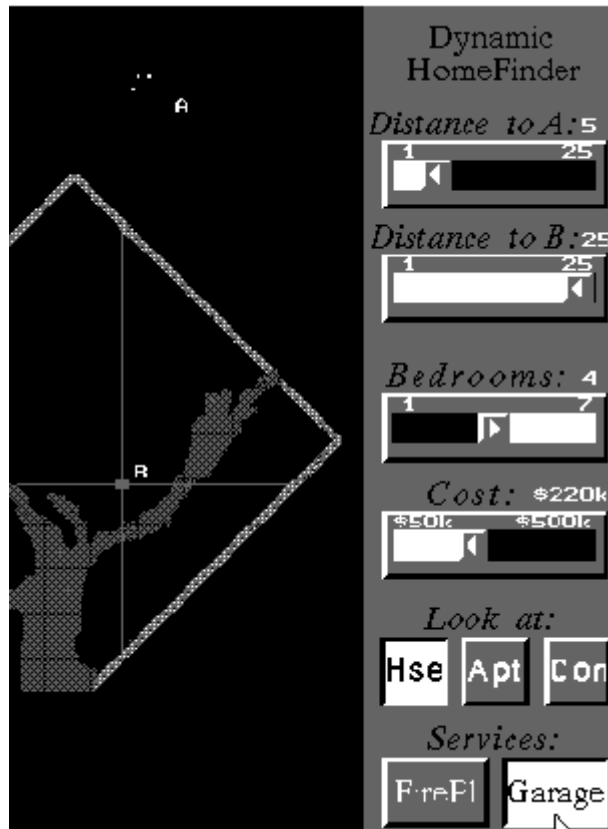 Dynamic
HomeFinder
A
Distance to A: 5
1 25
Distance to B: 25
1 25
Bedrooms: 4
1 7
B
Cost: $220k
$50k $500k
Look at:
Hse Apt Con
Services:
FirePl Garage